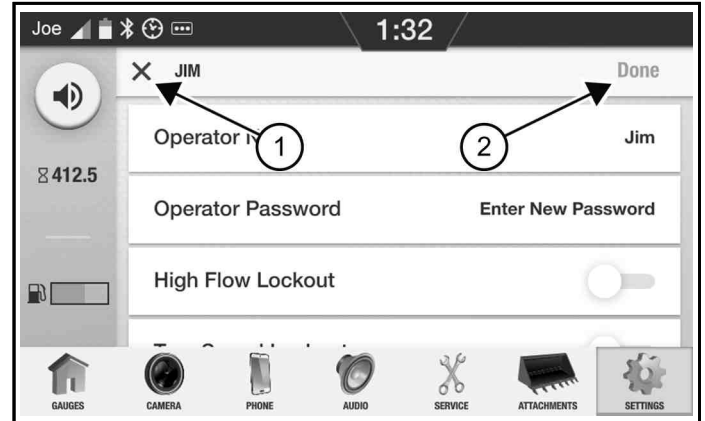 Joe 1:32
JIM Done
Operator Jim
1 2
412.5
Operator Password Enter New Password
High Flow Lockout
GAUGES CAMERA PHONE AUDIO SERVICE ATTACHMENTS SETTINGS